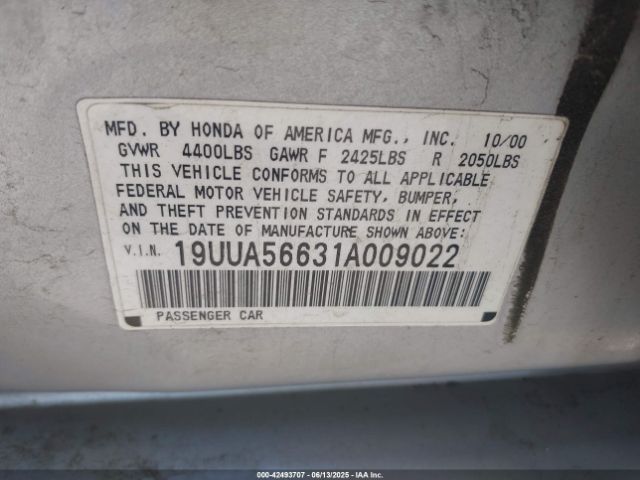 MFD. BY HONDA OF AMERICA MFG., INC. 10/00
GVWR 4400LBS GAWR F 2425LBS R 2050LBS
THIS VEHICLE CONFORMS TO ALL APPLICABLE
FEDERAL MOTOR VEHICLE SAFETY, BUMPER,
AND THEFT PREVENTION STANDARDS IN EFFECT
ON THE DATE OF MANUFACTURE SHOWN ABOVE:
V.I.N. 19UUA56631A009022
PASSENGER CAR
000-42493707 - 06/13/2025 - IAA Inc.